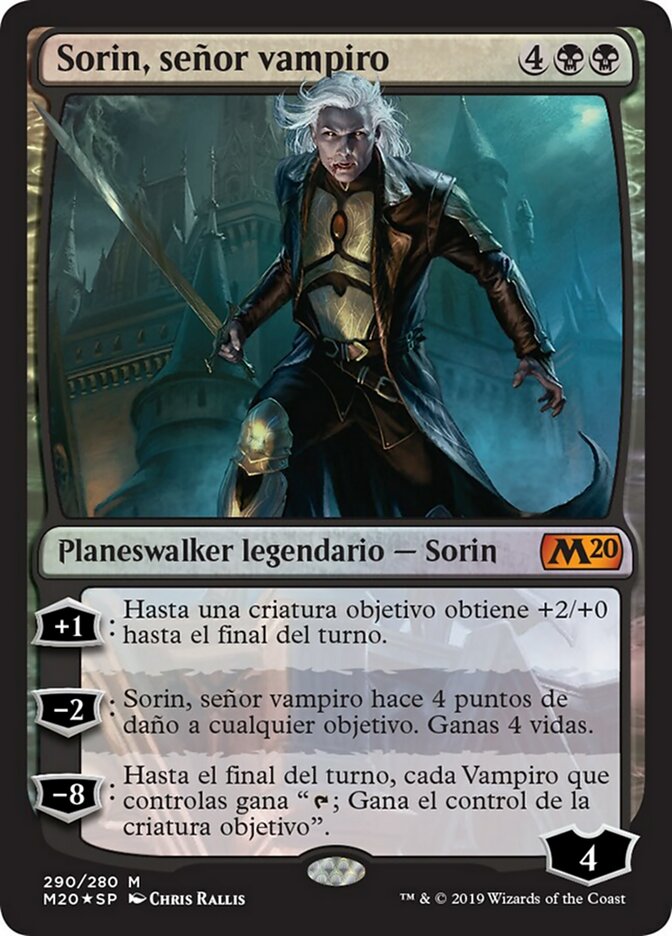 Sorin, señor vampiro 4
Planeswalker legendario — Sorin M20
+1: Hasta una criatura objetivo obtiene +2/+0
hasta el final del turno.
−2: Sorin, señor vampiro hace 4 puntos de
daño a cualquier objetivo. Ganas 4 vidas.
−8: Hasta el final del turno, cada Vampiro que
controlas gana “ ; Gana el control de la
criatura objetivo”.
4
290/280 M
M20★SP Chris Rallis
™ & © 2019 Wizards of the Coast